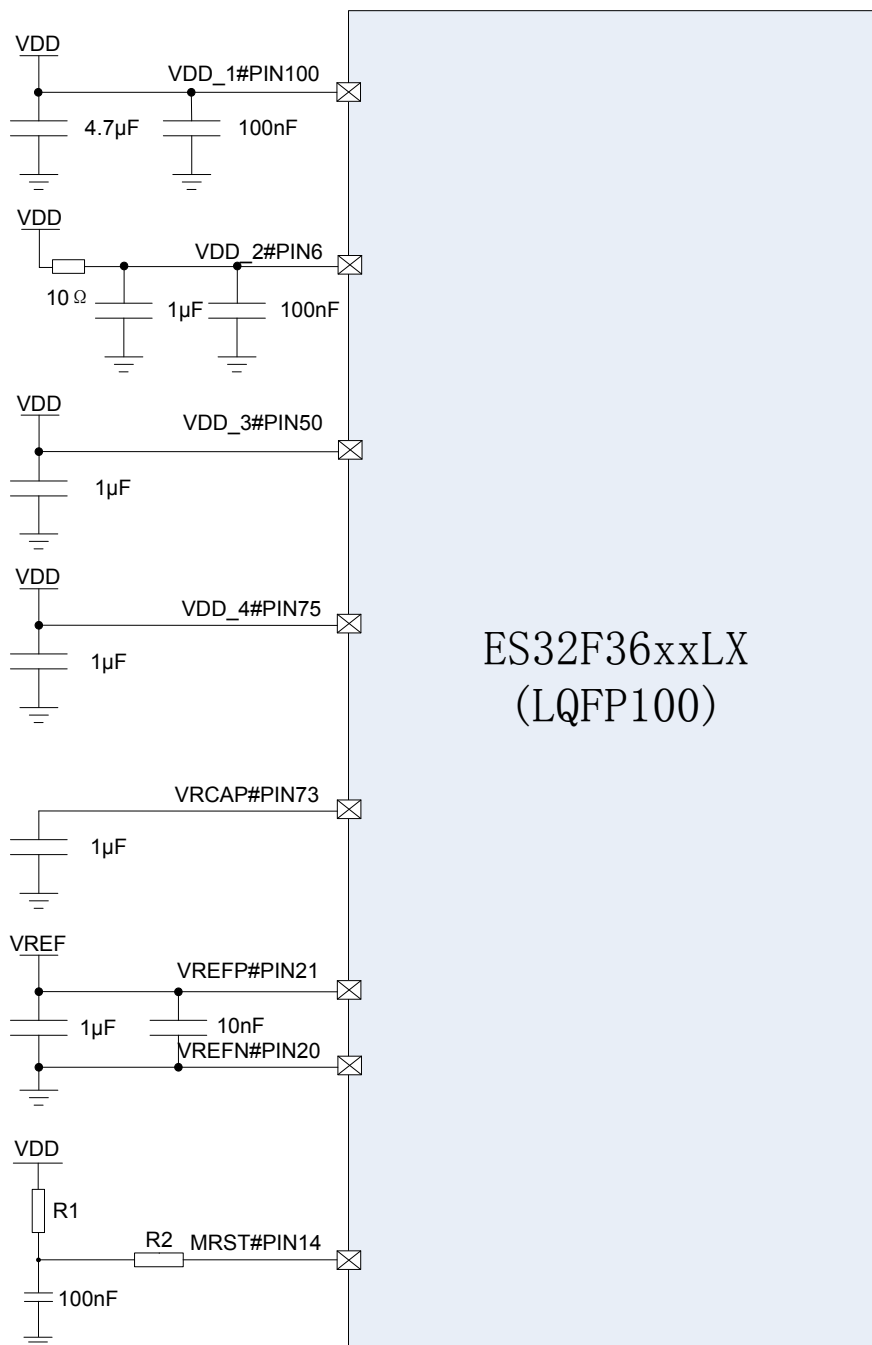 VDD
VDD_1#PIN100
4.7μF
100nF
VDD
VDD_2#PIN6
10Ω
1μF
100nF
VDD
VDD_3#PIN50
1μF
VDD
VDD_4#PIN75
1μF
ES32F36xxLX
(LQFP100)
VRCAP#PIN73
1μF
VREF
VREFP#PIN21
1μF
10nF
VREFN#PIN20
VDD
R1
R2
MRST#PIN14
100nF